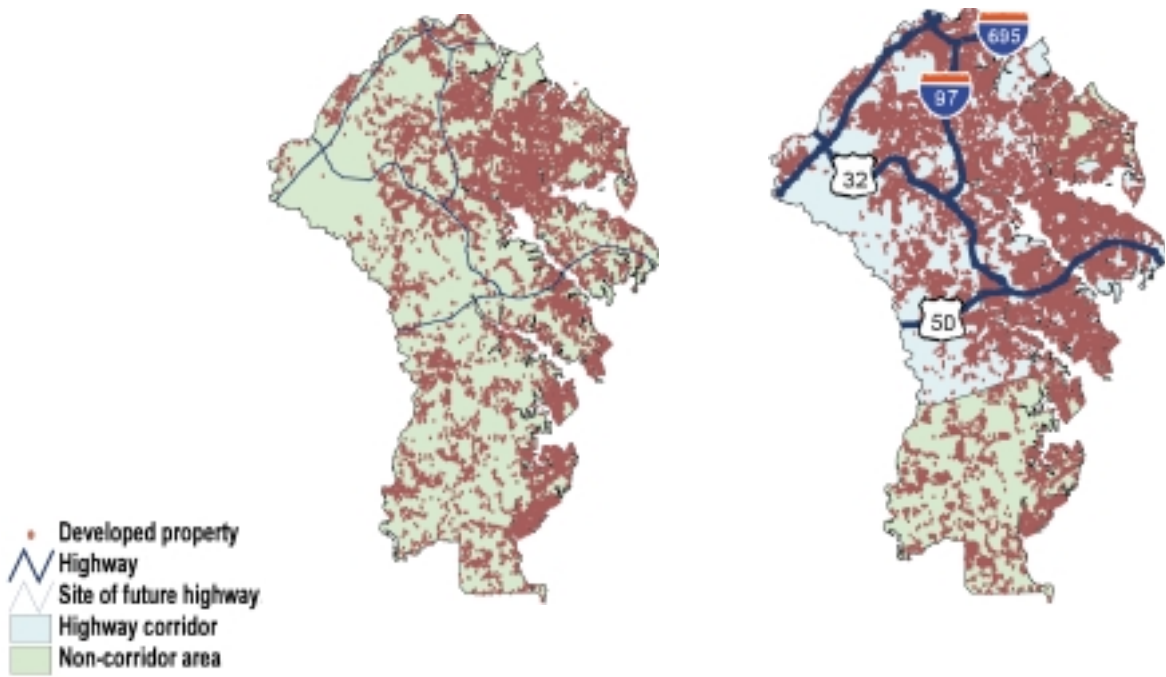 695
97
32
50
Developed property
Highway
Site of future highway
Highway corridor
Non-corridor area